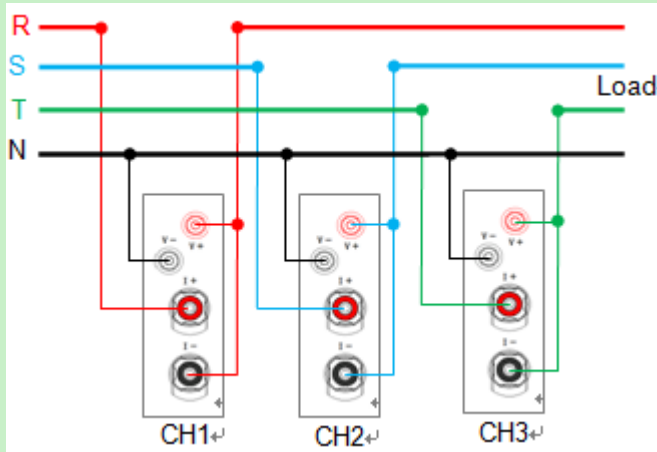 R
S
Load
T
N
V- V+
V- V+
V- V+
I+
I+
I+
I-
I-
I-
CH1↵
CH2↵
CH3↵